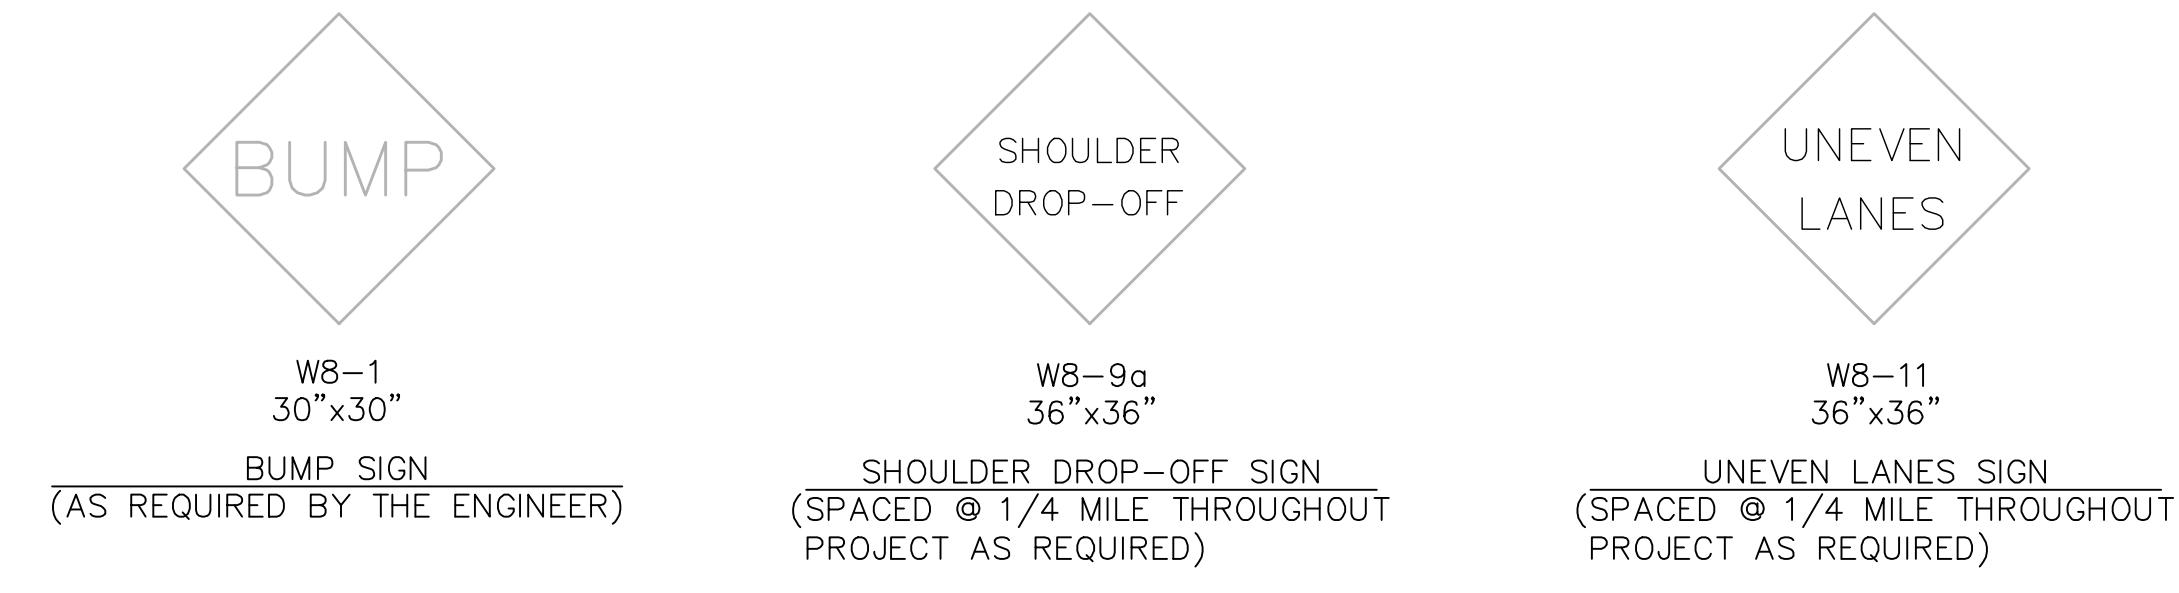 BUMP
W8-1
30"x30"
BUMP SIGN
(AS REQUIRED BY THE ENGINEER)
SHOULDER
DROP-OFF
W8-9a
36"x36"
SHOULDER DROP-OFF SIGN
(SPACED @ 1/4 MILE THROUGHOUT
PROJECT AS REQUIRED)
UNEVEN
LANES
W8-11
36"x36"
UNEVEN LANES SIGN
(SPACED @ 1/4 MILE THROUGHOUT
PROJECT AS REQUIRED)